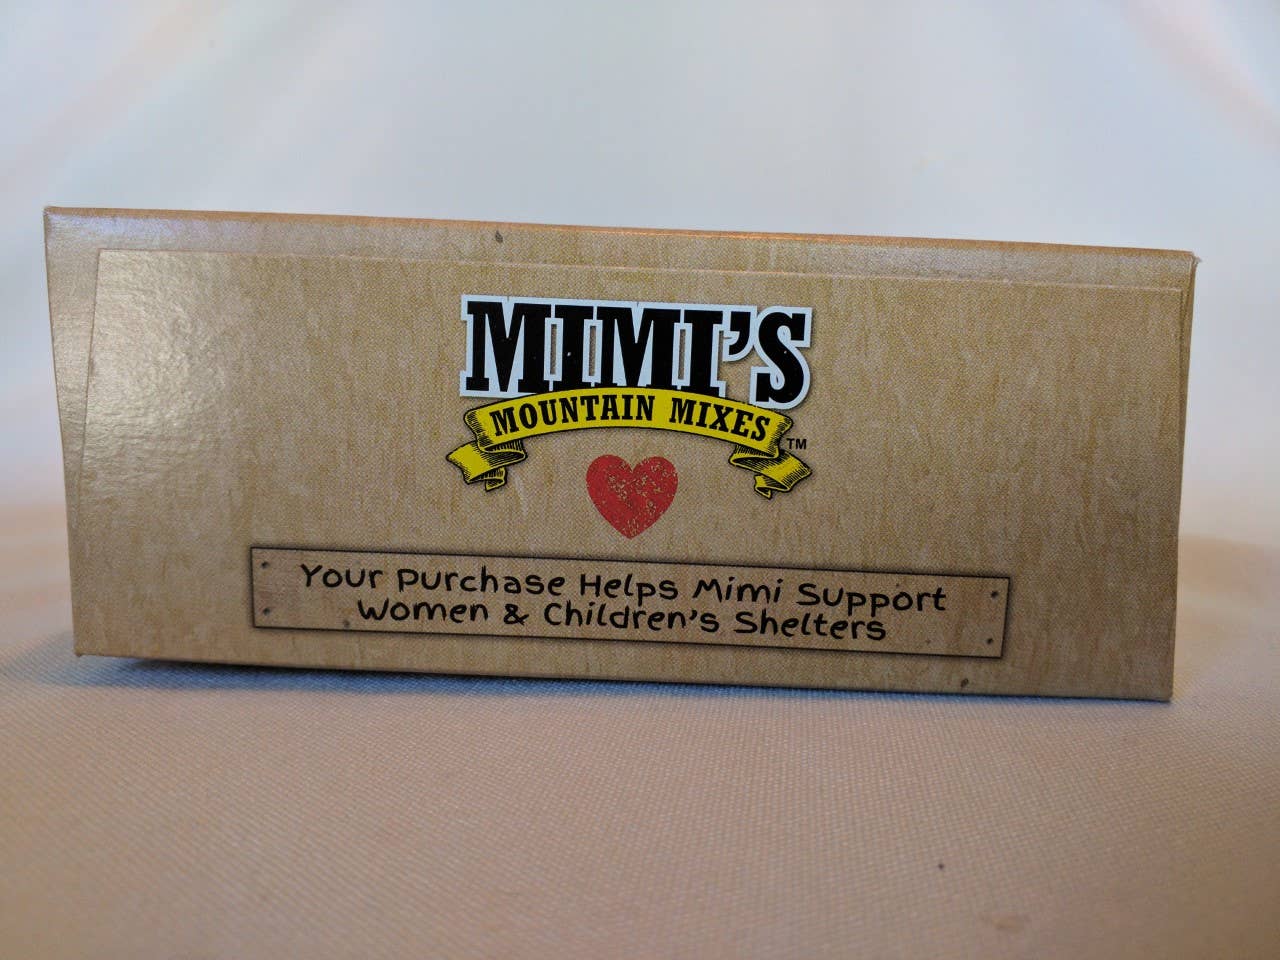 MIMI'S
MOUNTAIN MIXES ™
Your Purchase Helps Mimi Support
Women & Children's Shelters